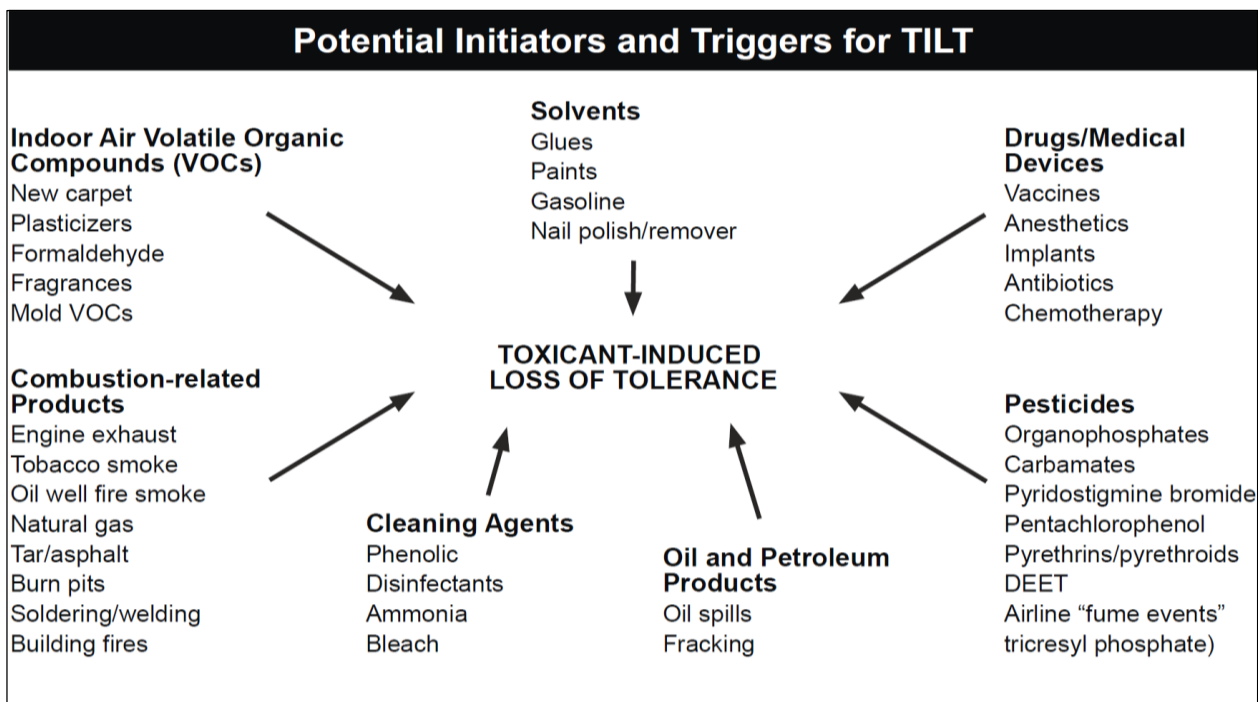 Potential Initiators and Triggers for TILT
Indoor Air Volatile Organic
Compounds (VOCs)
New carpet
Plasticizers
Formaldehyde
Fragrances
Mold VOCs
Solvents
Glues
Paints
Gasoline
Nail polish/remover
Drugs/Medical
Devices
Vaccines
Anesthetics
Implants
Antibiotics
Chemotherapy
TOXICANT-INDUCED
LOSS OF TOLERANCE
Combustion-related
Products
Engine exhaust
Tobacco smoke
Oil well fire smoke
Natural gas
Tar/asphalt
Burn pits
Soldering/welding
Building fires
Cleaning Agents
Phenolic
Disinfectants
Ammonia
Bleach
Oil and Petroleum
Products
Oil spills
Fracking
Pesticides
Organophosphates
Carbamates
Pyridostigmine bromide
Pentachlorophenol
Pyrethrins/pyrethroids
DEET
Airline “fume events”
tricresyl phosphate)